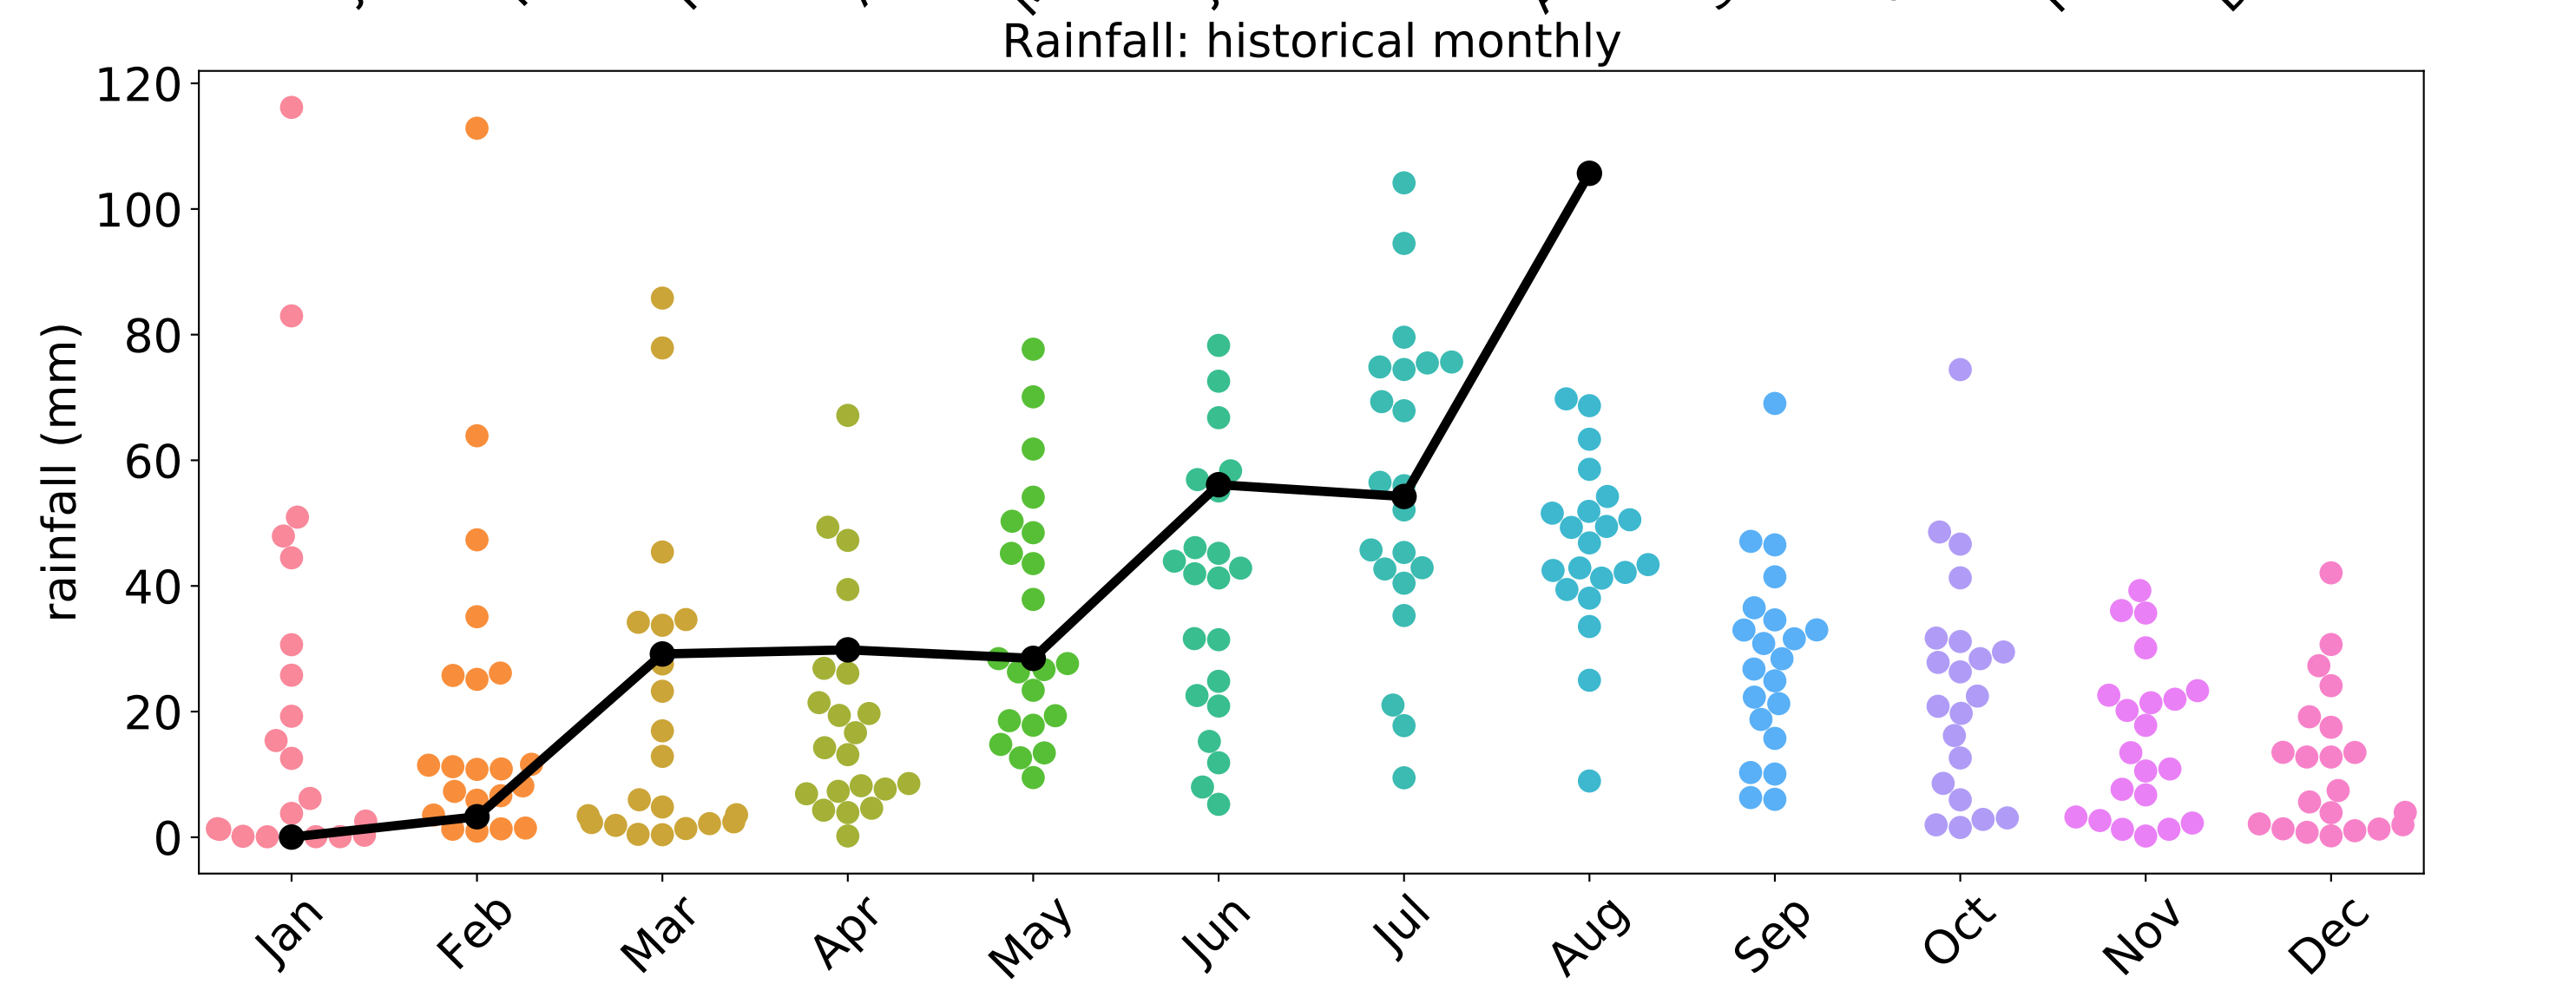 Rainfall: historical monthly
120
100
80
60
40
20
0
rainfall (mm)
Jan
Feb
Mar
Apr
May
Jun
Jul
Aug
Sep
Oct
Nov
Dec